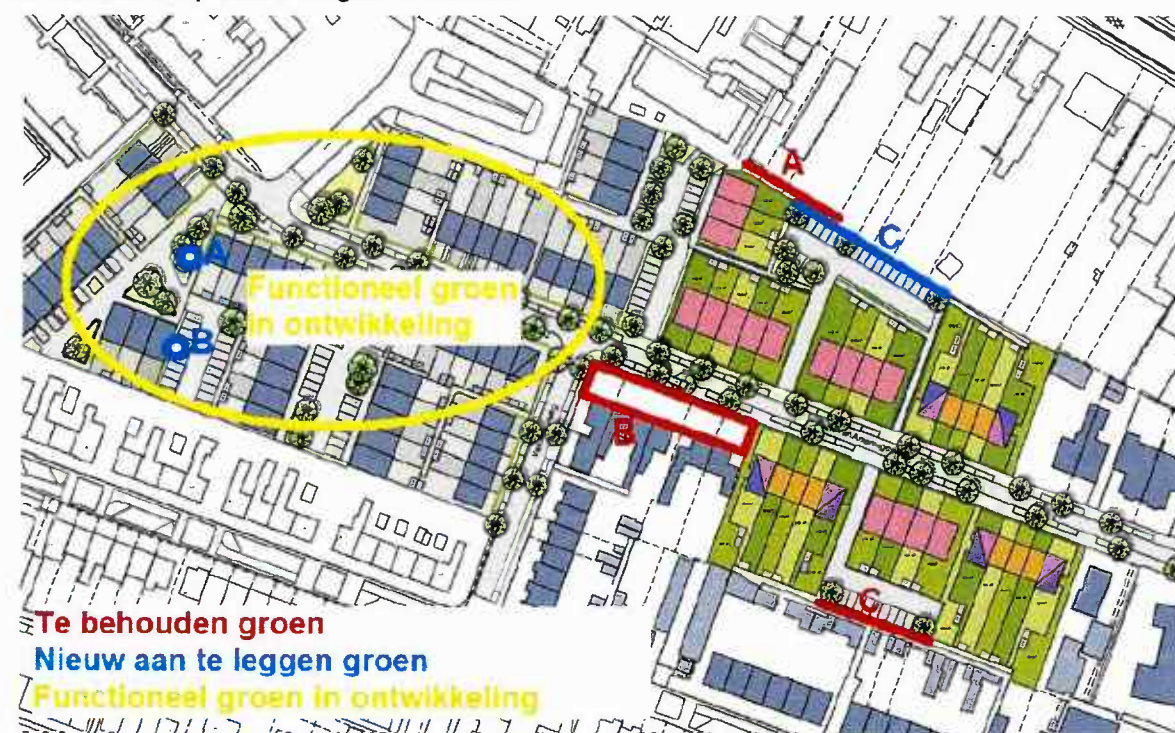 A
C
A
Functioneel groen
in ontwikkeling
B
B
C
Te behouden groen
Nieuw aan te leggen groen
Functioneel groen in ontwikkeling